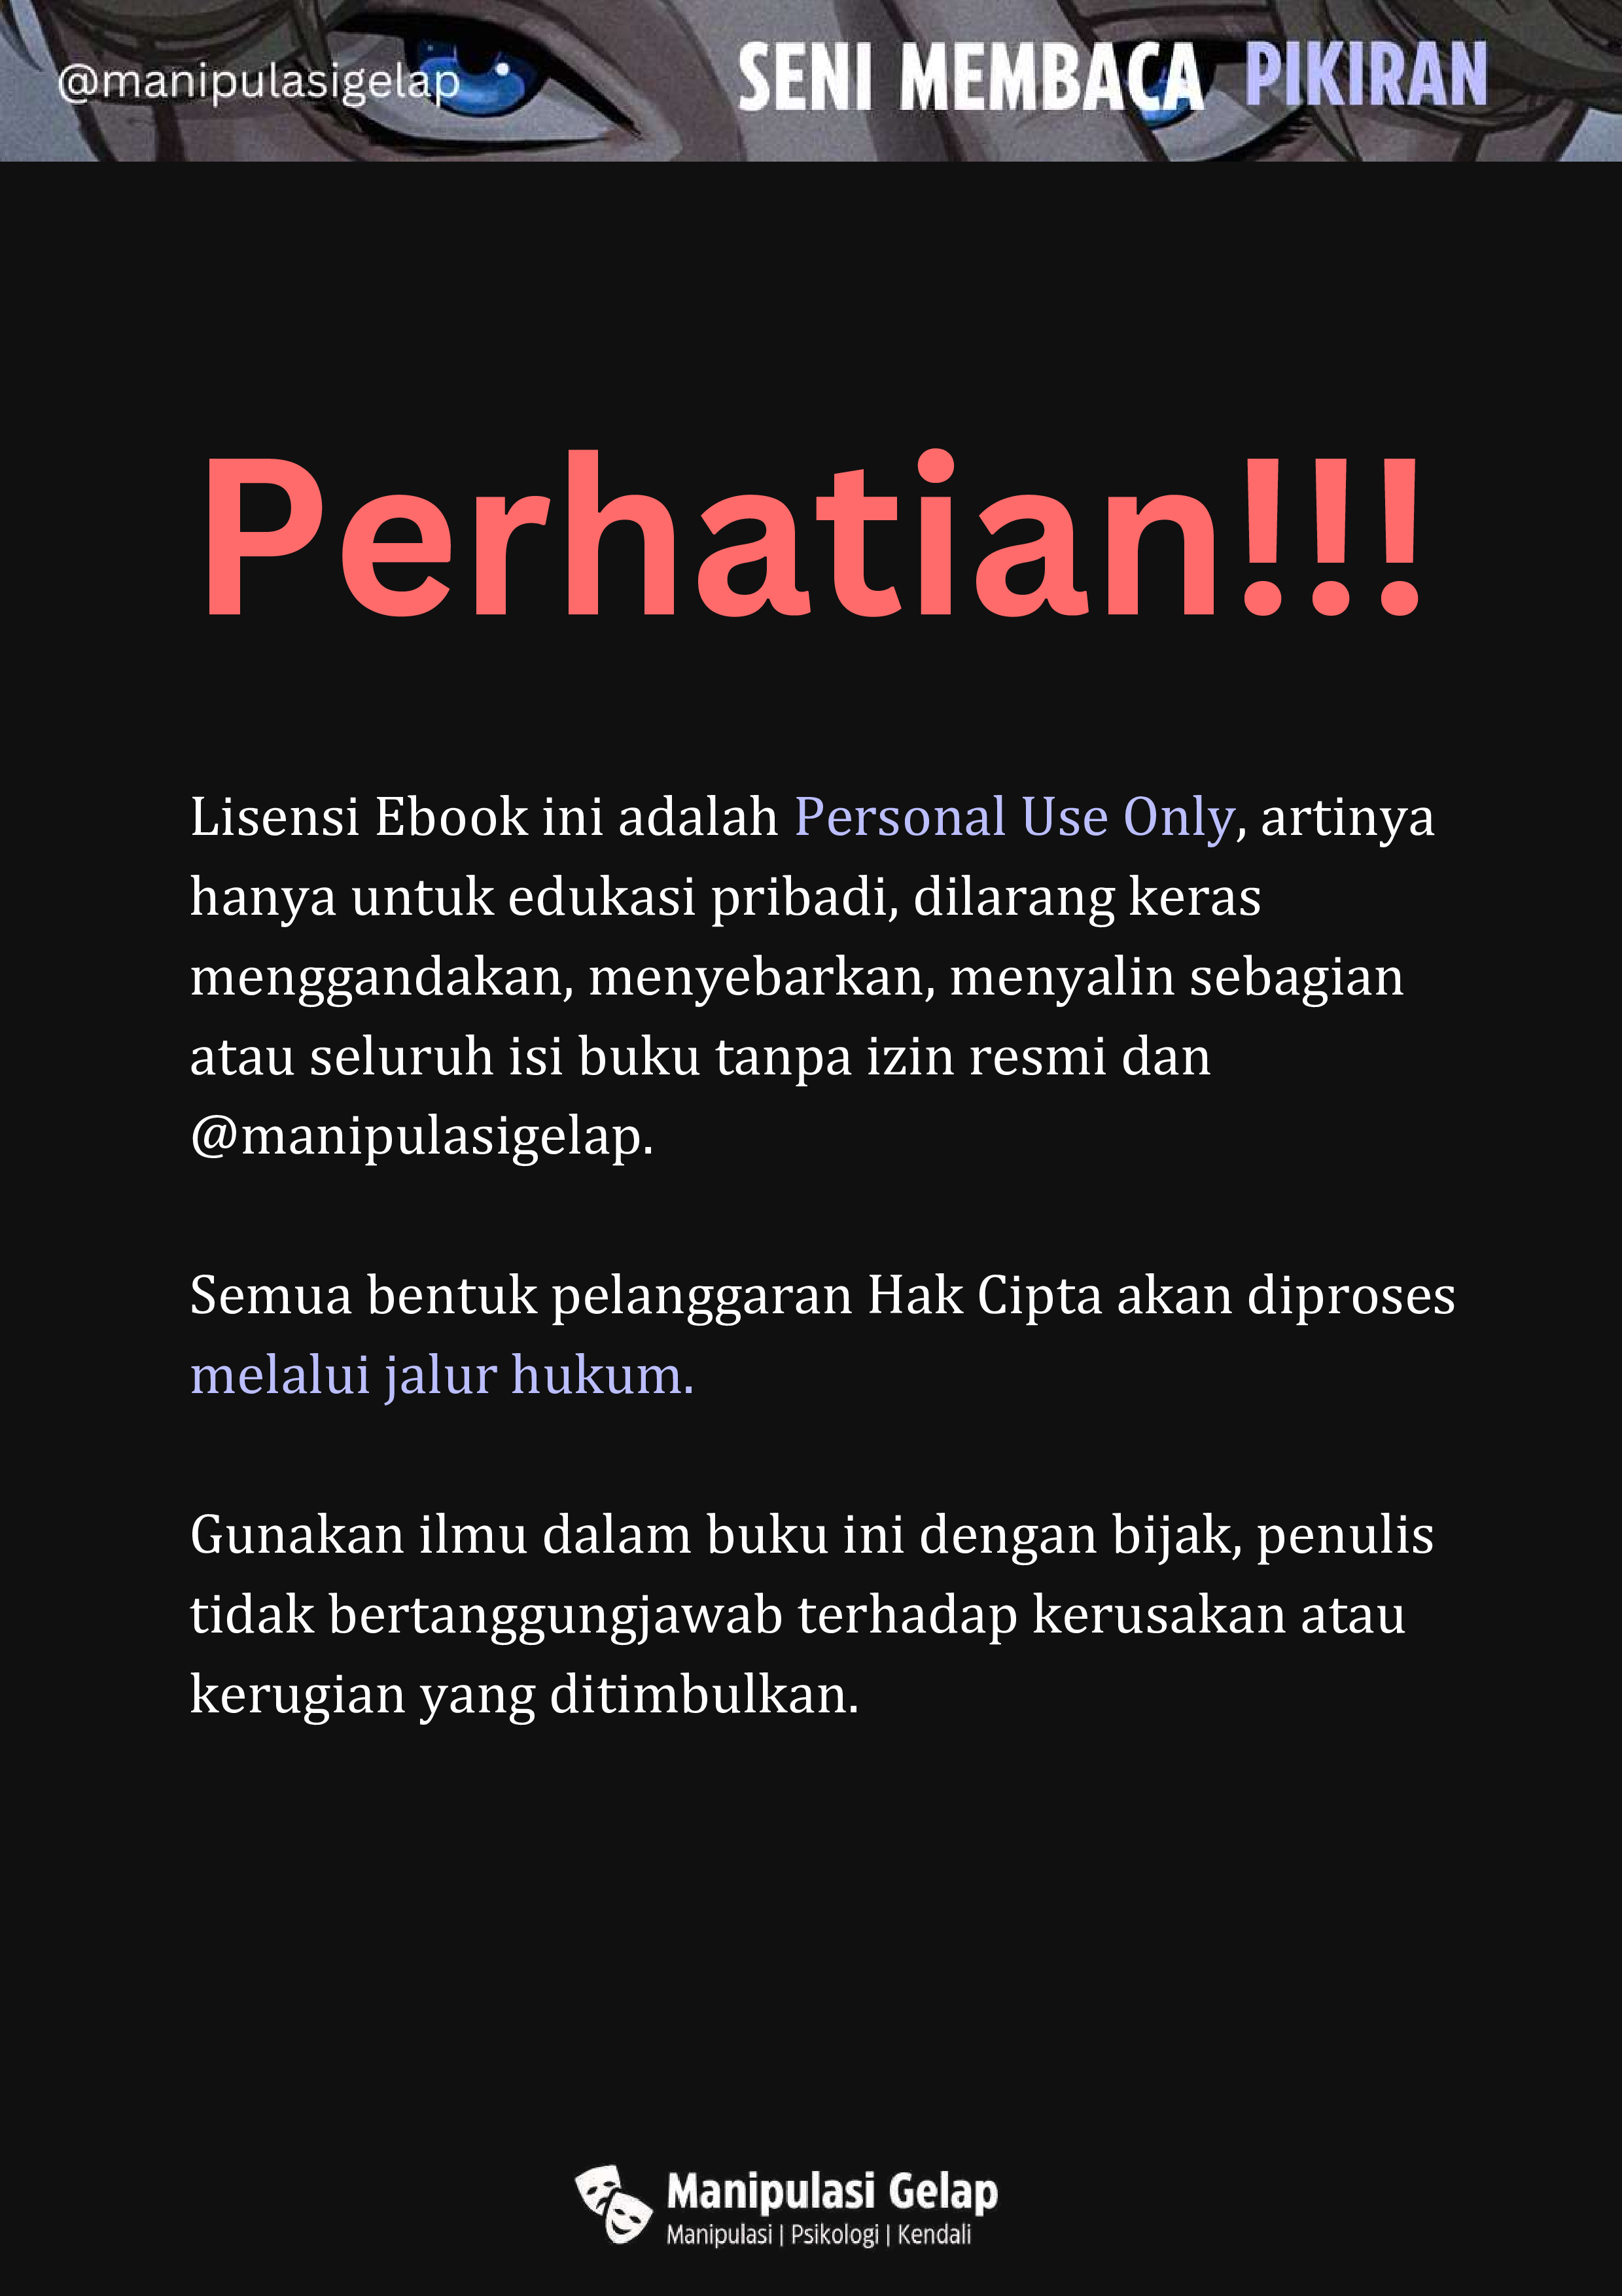 @manipulasigelap
SENI MEMBACA PIKIRAN
Perhatian!!!
Lisensi Ebook ini adalah Personal Use Only, artinya
hanya untuk edukasi pribadi, dilarang keras
menggandakan, menyebarkan, menyalin sebagian
atau seluruh isi buku tanpa izin resmi dan
@manipulasigelap.
Semua bentuk pelanggaran Hak Cipta akan diproses
melalui jalur hukum.
Gunakan ilmu dalam buku ini dengan bijak, penulis
tidak bertanggungjawab terhadap kerusakan atau
kerugian yang ditimbulkan.
Manipulasi Gelap
Manipulasi | Psikologi | Kendali